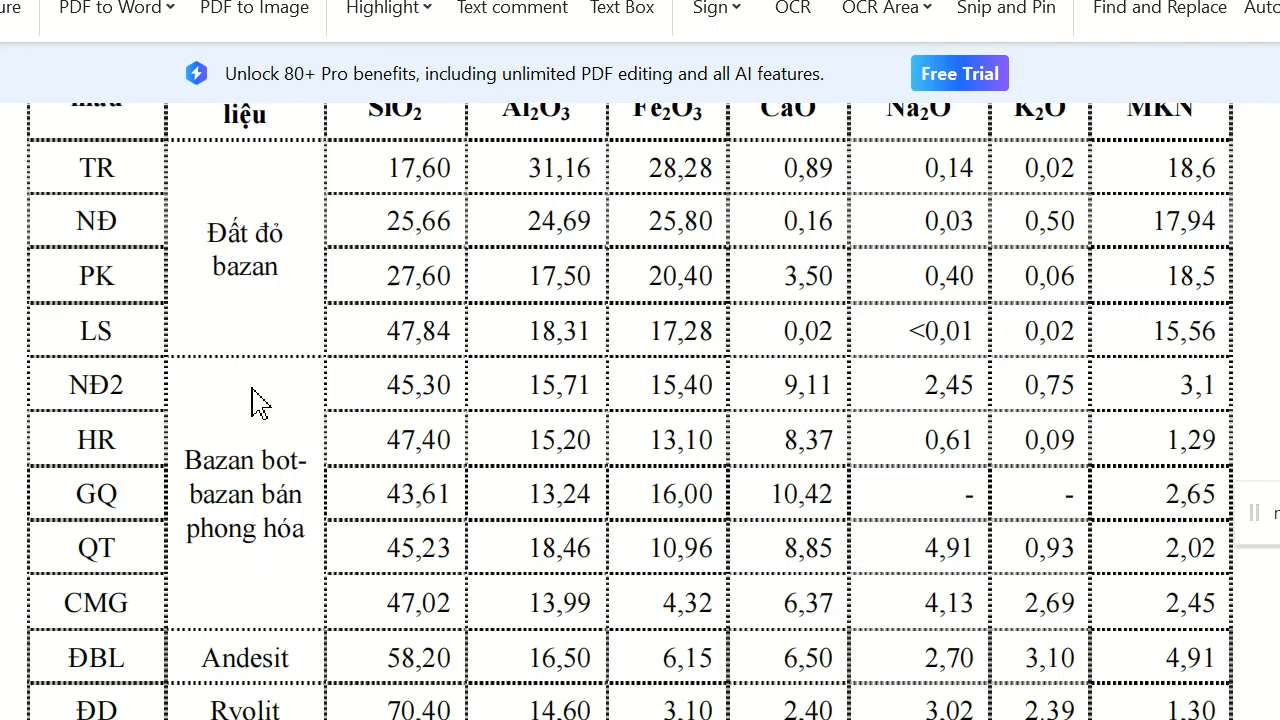 PDF to Word PDF to Image Highlight Text comment Text Box Sign OCR OCR Area Snip and Pin Find and Replace
Unlock 80+ Pro benefits, including unlimited PDF editing and all AI features. Free Trial
liệu SiO₂ Al₂O₃ Fe₂O₃ CaO Na₂O K₂O MKN
TR 17,60 31,16 28,28 0,89 0,14 0,02 18,6
NĐ 25,66 24,69 25,80 0,16 0,03 0,50 17,94
Đất đỏ
bazan
PK 27,60 17,50 20,40 3,50 0,40 0,06 18,5
LS 47,84 18,31 17,28 0,02 <0,01 0,02 15,56
NĐ2 45,30 15,71 15,40 9,11 2,45 0,75 3,1
HR 47,40 15,20 13,10 8,37 0,61 0,09 1,29
Bazan bot-
bazan bán
phong hóa
GQ 43,61 13,24 16,00 10,42 - - 2,65
QT 45,23 18,46 10,96 8,85 4,91 0,93 2,02
CMG 47,02 13,99 4,32 6,37 4,13 2,69 2,45
ĐBL Andesit 58,20 16,50 6,15 6,50 2,70 3,10 4,91
ĐD Ryolit 70,40 14,60 3,10 2,40 3,02 2,39 1,30